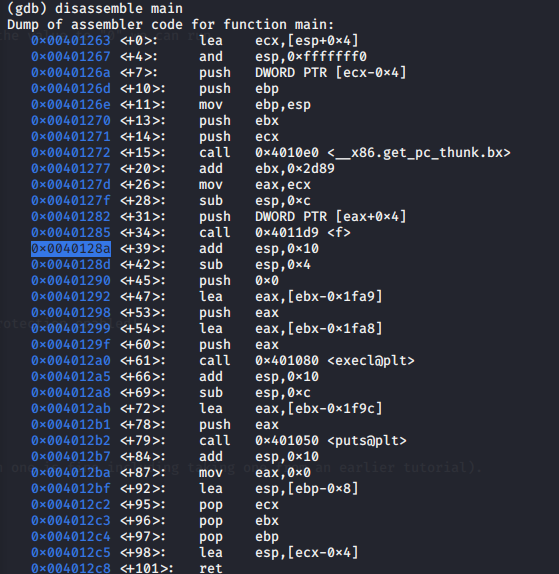 (gdb) disassemble main
Dump of assembler code for function main:
0x00401263 <+0>: lea ecx,[esp+0x4]
0x00401267 <+4>: and esp,0xfffffff0
0x0040126a <+7>: push DWORD PTR [ecx-0x4]
0x0040126d <+10>: push ebp
0x0040126e <+11>: mov ebp,esp
0x00401270 <+13>: push ebx
0x00401271 <+14>: push ecx
0x00401272 <+15>: call 0x4010e0 <__x86.get_pc_thunk.bx>
0x00401277 <+20>: add ebx,0x2d89
0x0040127d <+26>: mov eax,ecx
0x0040127f <+28>: sub esp,0xc
0x00401282 <+31>: push DWORD PTR [eax+0x4]
0x00401285 <+34>: call 0x4011d9 <f>
0x0040128a <+39>: add esp,0x10
0x0040128d <+42>: sub esp,0x4
0x00401290 <+45>: push 0x0
0x00401292 <+47>: lea eax,[ebx-0x1fa9]
0x00401298 <+53>: push eax
0x00401299 <+54>: lea eax,[ebx-0x1fa8]
0x0040129f <+60>: push eax
0x004012a0 <+61>: call 0x401080 <execl@plt>
0x004012a5 <+66>: add esp,0x10
0x004012a8 <+69>: sub esp,0xc
0x004012ab <+72>: lea eax,[ebx-0x1f9c]
0x004012b1 <+78>: push eax
0x004012b2 <+79>: call 0x401050 <puts@plt>
0x004012b7 <+84>: add esp,0x10
0x004012ba <+87>: mov eax,0x0
0x004012bf <+92>: lea esp,[ebp-0x8]
0x004012c2 <+95>: pop ecx
0x004012c3 <+96>: pop ebx
0x004012c4 <+97>: pop ebp
0x004012c5 <+98>: lea esp,[ecx-0x4]
0x004012c8 <+101>: ret